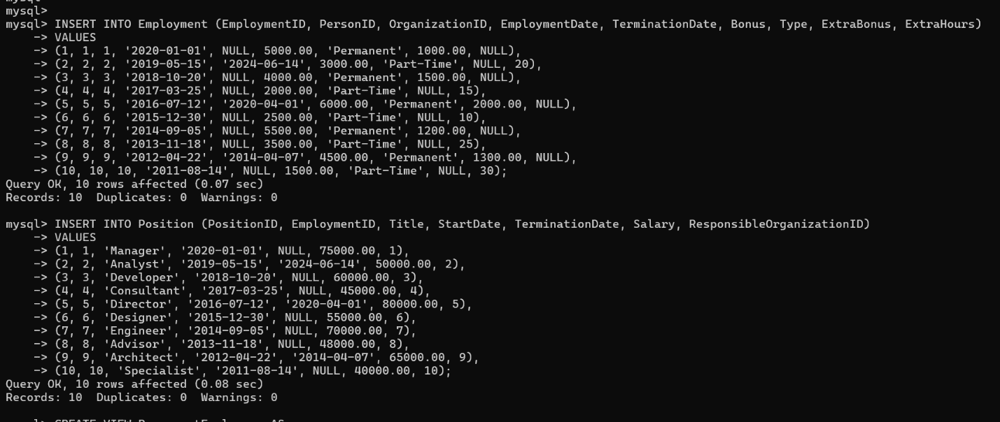 mysql>
mysql> INSERT INTO Employment (EmploymentID, PersonID, OrganizationID, EmploymentDate, TerminationDate, Bonus, Type, ExtraBonus, ExtraHours)
    -> VALUES
    -> (1, 1, 1, '2020-01-01', NULL, 5000.00, 'Permanent', 1000.00, NULL),
    -> (2, 2, 2, '2019-05-15', '2024-06-14', 3000.00, 'Part-Time', NULL, 20),
    -> (3, 3, 3, '2018-10-20', NULL, 4000.00, 'Permanent', 1500.00, NULL),
    -> (4, 4, 4, '2017-03-25', NULL, 2000.00, 'Part-Time', NULL, 15),
    -> (5, 5, 5, '2016-07-12', '2020-04-01', 6000.00, 'Permanent', 2000.00, NULL),
    -> (6, 6, 6, '2015-12-30', NULL, 2500.00, 'Part-Time', NULL, 10),
    -> (7, 7, 7, '2014-09-05', NULL, 5500.00, 'Permanent', 1200.00, NULL),
    -> (8, 8, 8, '2013-11-18', NULL, 3500.00, 'Part-Time', NULL, 25),
    -> (9, 9, 9, '2012-04-22', '2014-04-07', 4500.00, 'Permanent', 1300.00, NULL),
    -> (10, 10, 10, '2011-08-14', NULL, 1500.00, 'Part-Time', NULL, 30);
Query OK, 10 rows affected (0.07 sec)
Records: 10  Duplicates: 0  Warnings: 0
mysql> INSERT INTO Position (PositionID, EmploymentID, Title, StartDate, TerminationDate, Salary, ResponsibleOrganizationID)
    -> VALUES
    -> (1, 1, 'Manager', '2020-01-01', NULL, 75000.00, 1),
    -> (2, 2, 'Analyst', '2019-05-15', '2024-06-14', 50000.00, 2),
    -> (3, 3, 'Developer', '2018-10-20', NULL, 60000.00, 3),
    -> (4, 4, 'Consultant', '2017-03-25', NULL, 45000.00, 4),
    -> (5, 5, 'Director', '2016-07-12', '2020-04-01', 80000.00, 5),
    -> (6, 6, 'Designer', '2015-12-30', NULL, 55000.00, 6),
    -> (7, 7, 'Engineer', '2014-09-05', NULL, 70000.00, 7),
    -> (8, 8, 'Advisor', '2013-11-18', NULL, 48000.00, 8),
    -> (9, 9, 'Architect', '2012-04-22', '2014-04-07', 65000.00, 9),
    -> (10, 10, 'Specialist', '2011-08-14', NULL, 40000.00, 10);
Query OK, 10 rows affected (0.08 sec)
Records: 10  Duplicates: 0  Warnings: 0